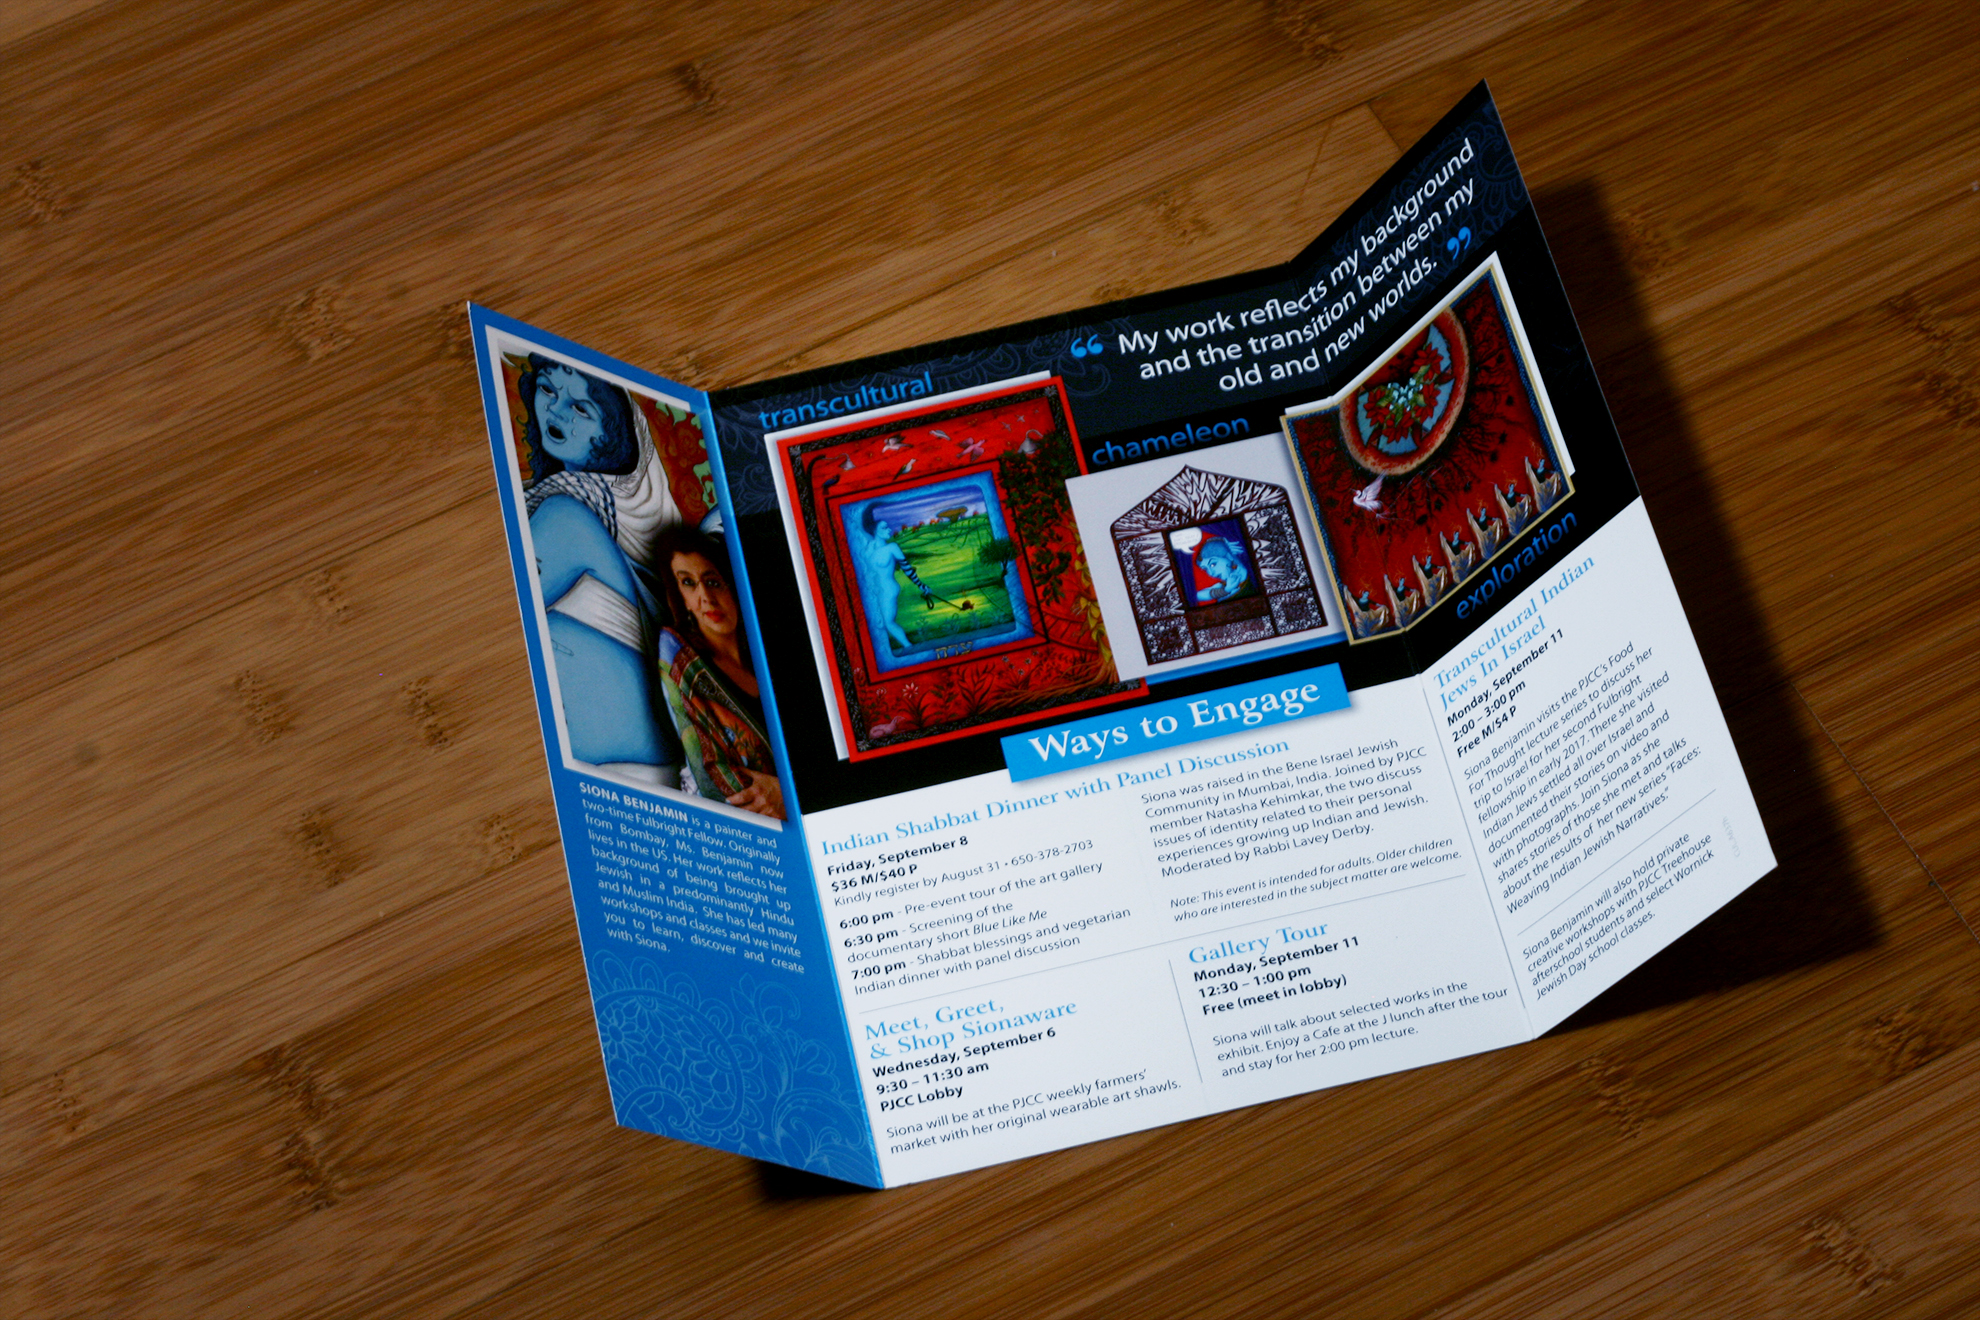 SIONA BENJAMIN is a painter and
two-time Fulbright Fellow. Originally
from Bombay, Ms. Benjamin now
lives in the US. Her work reflects her
background of being brought up
Jewish in a predominantly Hindu
and Muslim India. She has led many
workshops and classes and we invite
you to learn, discover and create
with Siona.
“ My work reflects my background
and the transition between my
old and new worlds. ”
transcultural
chameleon
exploration
Ways to Engage
Indian Shabbat Dinner with Panel Discussion
Friday, September 8
$36 M/$40 P
Kindly register by August 31 • 650-378-2703
6:00 pm - Pre-event tour of the art gallery
6:30 pm - Screening of the
documentary short Blue Like Me
7:00 pm - Shabbat blessings and vegetarian
Indian dinner with panel discussion
Siona was raised in the Bene Israel Jewish
Community in Mumbai, India. Joined by PJCC
member Natasha Kehimkar, the two discuss
issues of identity related to their personal
experiences growing up Indian and Jewish.
Moderated by Rabbi Lavey Derby.
Note: This event is intended for adults. Older children
who are interested in the subject matter are welcome.
Meet, Greet,
& Shop Sionaware
Wednesday, September 6
9:30 – 11:30 am
PJCC Lobby
Siona will be at the PJCC weekly farmers’
market with her original wearable art shawls.
Gallery Tour
Monday, September 11
12:30 – 1:00 pm
Free (meet in lobby)
Siona will talk about selected works in the
exhibit. Enjoy a Cafe at the J lunch after the tour
and stay for her 2:00 pm lecture.
Transcultural Indian
Jews In Israel
Monday, September 11
2:00 – 3:00 pm
Free M/$4 P
Siona Benjamin visits the PJCC’s Food
For Thought lecture series to discuss her
trip to Israel for her second Fulbright
fellowship in early 2017. There she visited
Indian Jews settled all over Israel and
documented their stories on video and
with photographs. Join Siona as she
shares stories of those she met and talks
about the results of her new series “Faces:
Weaving Indian Jewish Narratives.”
Siona Benjamin will also hold private
creative workshops with PJCC Treehouse
afterschool students and select Wornick
Jewish Day school classes.